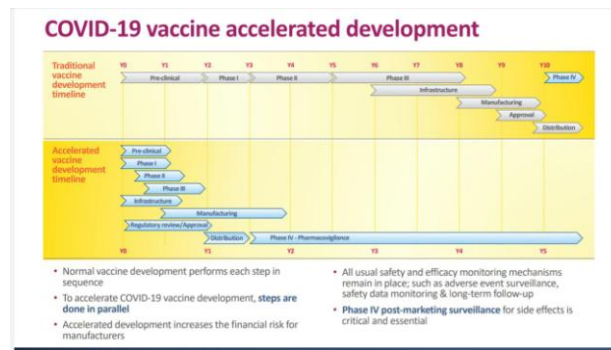 COVID-19 vaccine accelerated development
Traditional
vaccine
development
timeline
Y0 Y1 Y2 Y3 Y4 Y5 Y6 Y7 Y8 Y9 Y10
Pre-clinical Phase I Phase II Phase III Phase IV
Infrastructure
Manufacturing
Approval
Distribution
Accelerated
vaccine
development
timeline
Pre-clinical
Phase I
Phase II
Phase III
Infrastructure
Manufacturing
Regulatory review/Approval
Distribution Phase IV - Pharmacovigilance
Y0 Y1 Y2 Y3 Y4 Y5
• Normal vaccine development performs each step in
sequence
• To accelerate COVID-19 vaccine development, steps are
done in parallel
• Accelerated development increases the financial risk for
manufacturers
• All usual safety and efficacy monitoring mechanisms
remain in place; such as adverse event surveillance,
safety data monitoring & long-term follow-up
• Phase IV post-marketing surveillance for side effects is
critical and essential